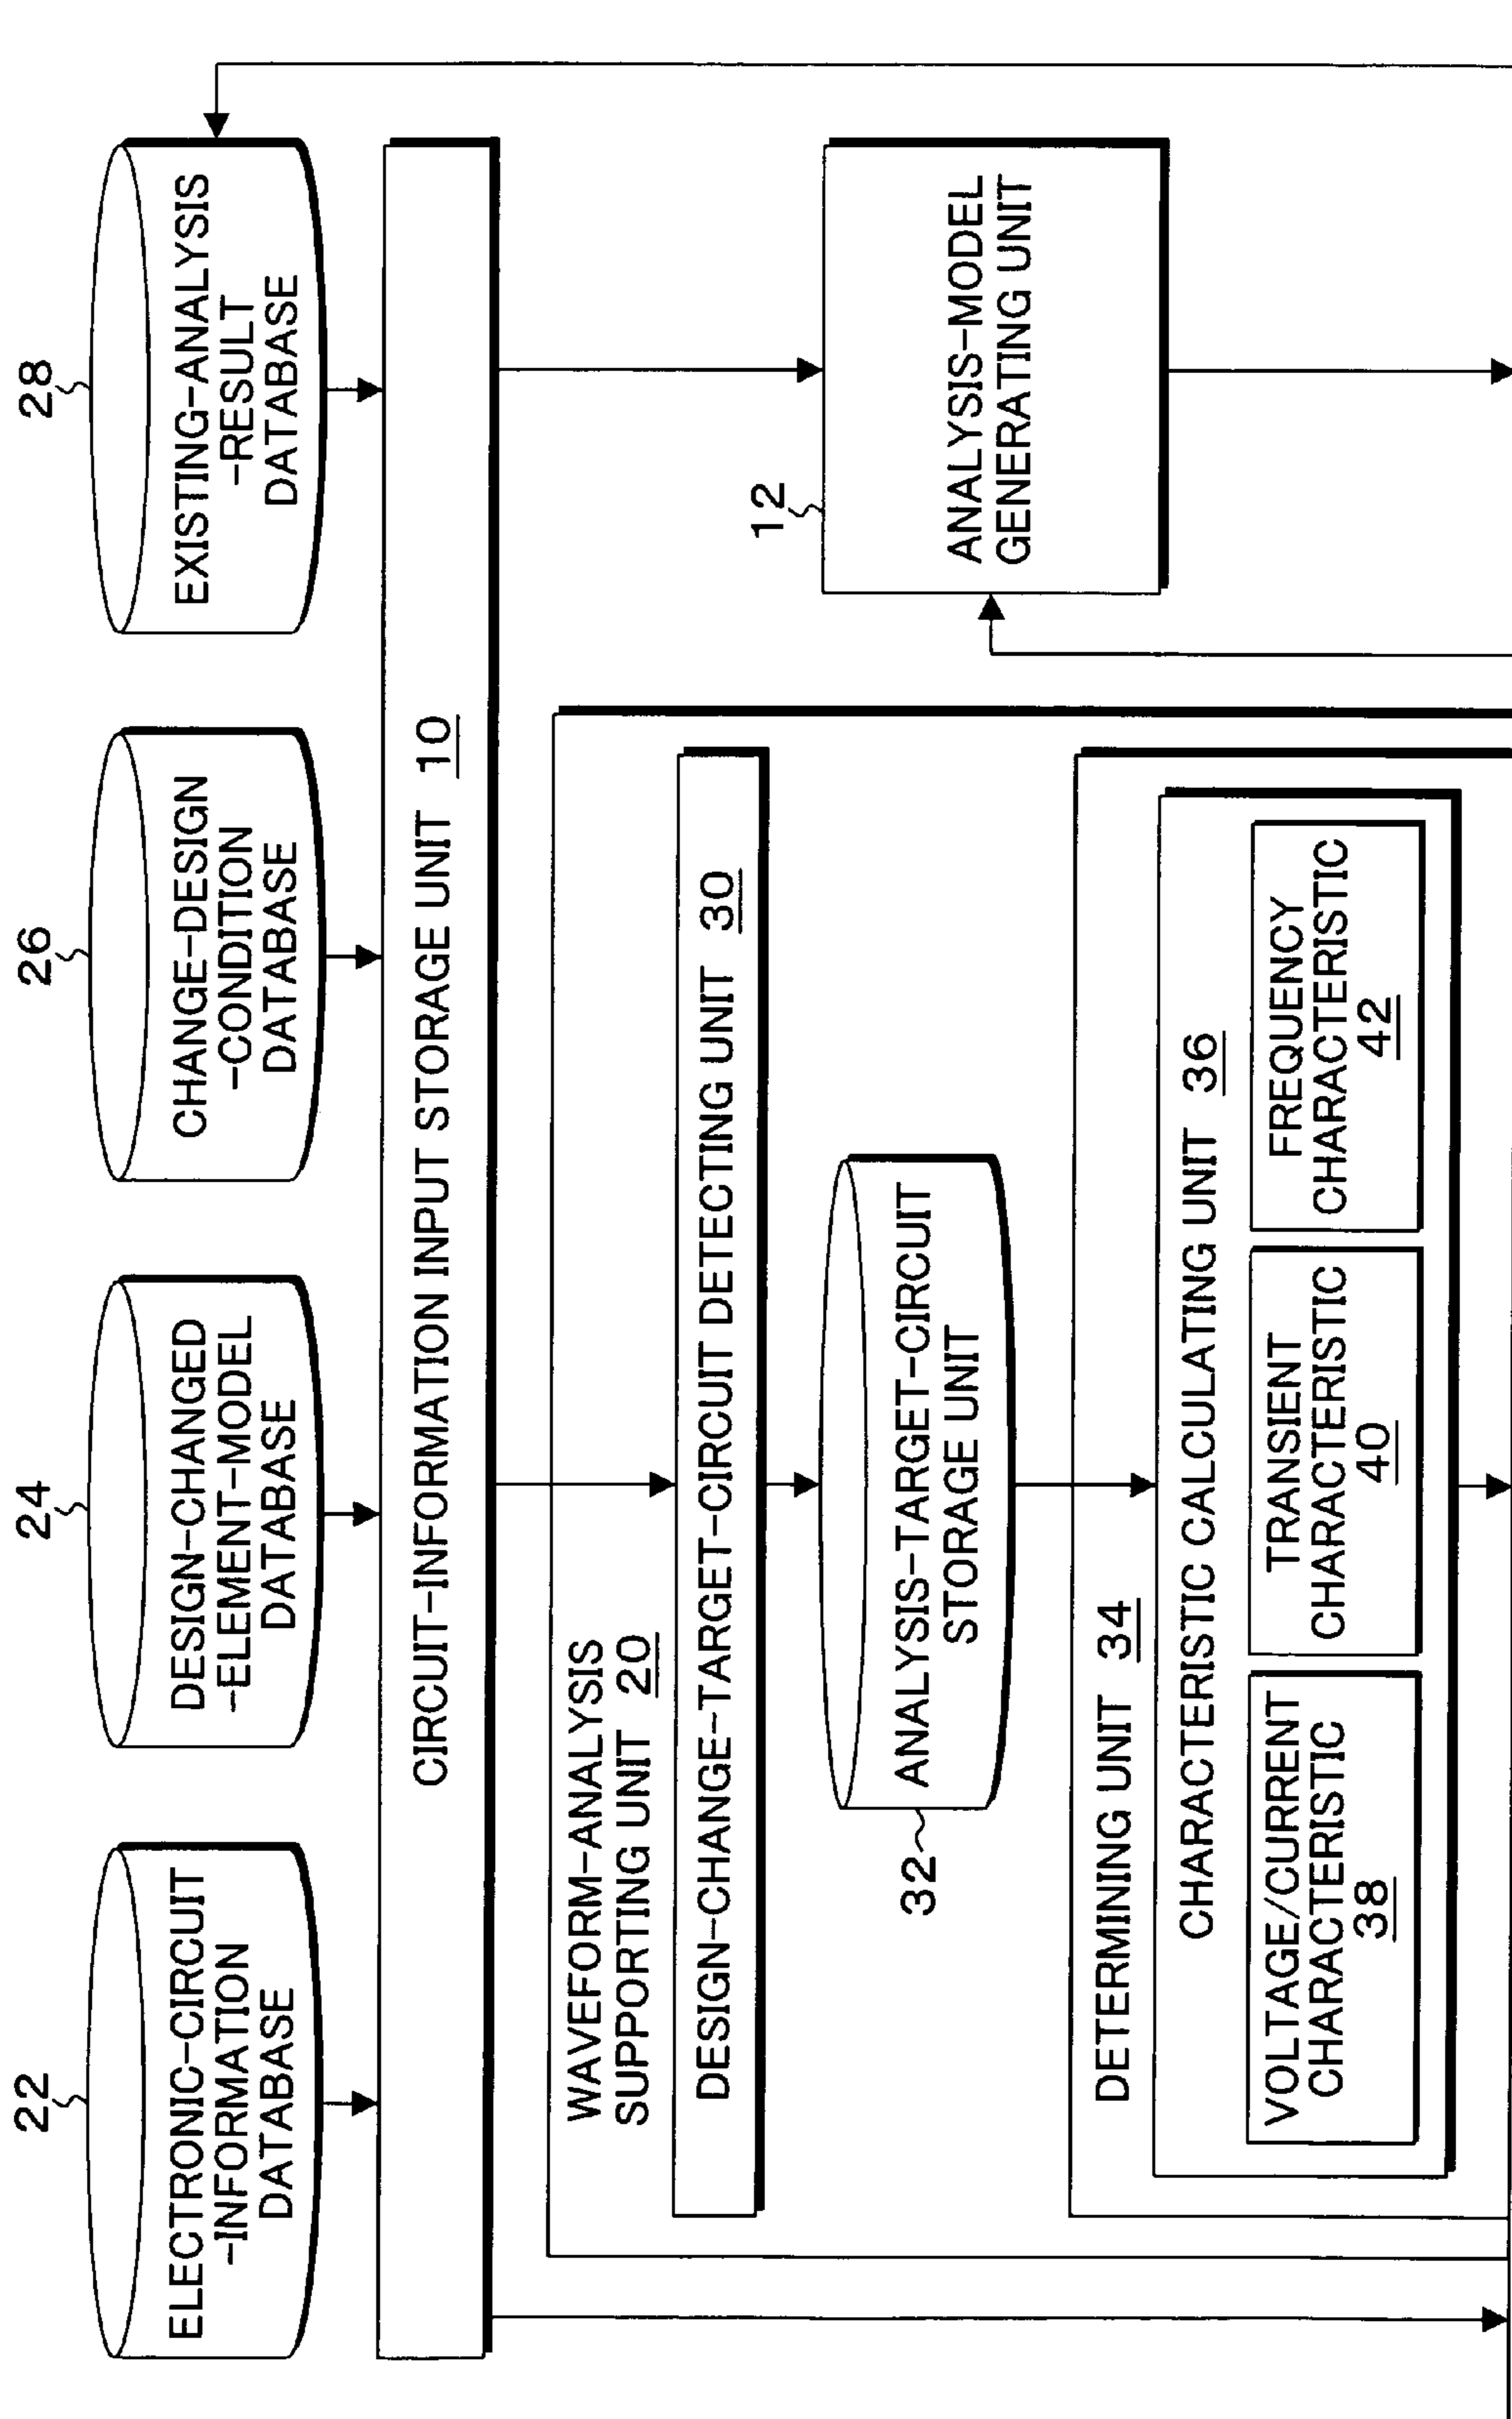 22
ELECTRONIC-CIRCUIT
-INFORMATION
DATABASE
24
DESIGN-CHANGED
-ELEMENT-MODEL
DATABASE
26
CHANGE-DESIGN
-CONDITION
DATABASE
28
EXISTING-ANALYSIS
-RESULT
DATABASE
CIRCUIT-INFORMATION INPUT STORAGE UNIT 10
WAVEFORM-ANALYSIS
SUPPORTING UNIT 20
DESIGN-CHANGE-TARGET-CIRCUIT DETECTING UNIT 30
32
ANALYSIS-TARGET-CIRCUIT
STORAGE UNIT
12
ANALYSIS-MODEL
GENERATING UNIT
DETERMINING UNIT 34
CHARACTERISTIC CALCULATING UNIT 36
VOLTAGE/CURRENT
CHARACTERISTIC
38
TRANSIENT
CHARACTERISTIC
40
FREQUENCY
CHARACTERISTIC
42